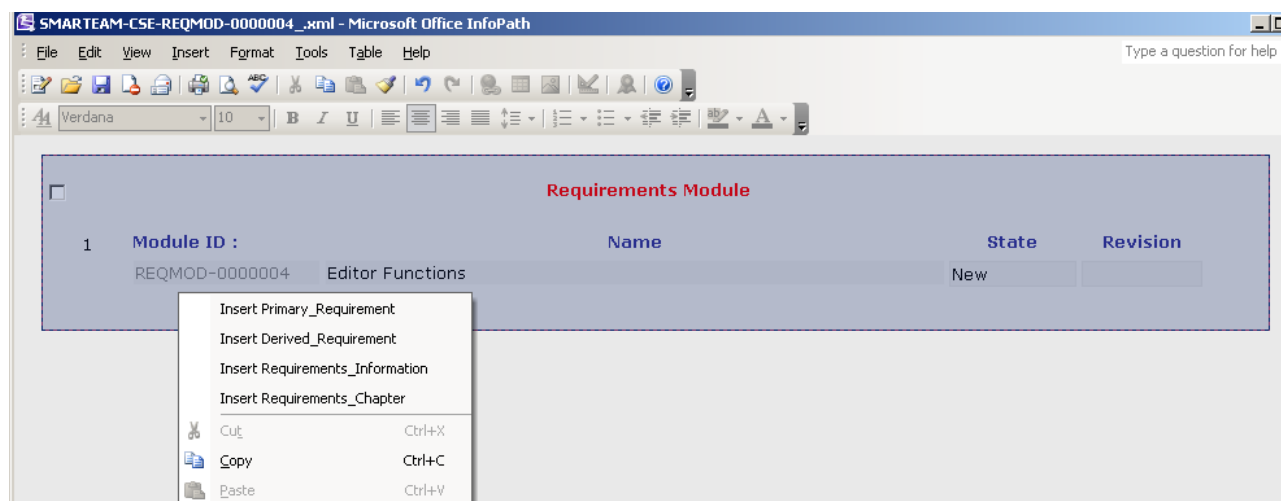 SMARTEAM-CSE-REQMOD-0000004_.xml - Microsoft Office InfoPath
File Edit View Insert Format Tools Table Help
Type a question for help
Verdana 10 B I U A
Requirements Module
1 Module ID : Name State Revision
REQMOD-0000004 Editor Functions New
Insert Primary_Requirement
Insert Derived_Requirement
Insert Requirements_Information
Insert Requirements_Chapter
Cut Ctrl+X
Copy Ctrl+C
Paste Ctrl+V